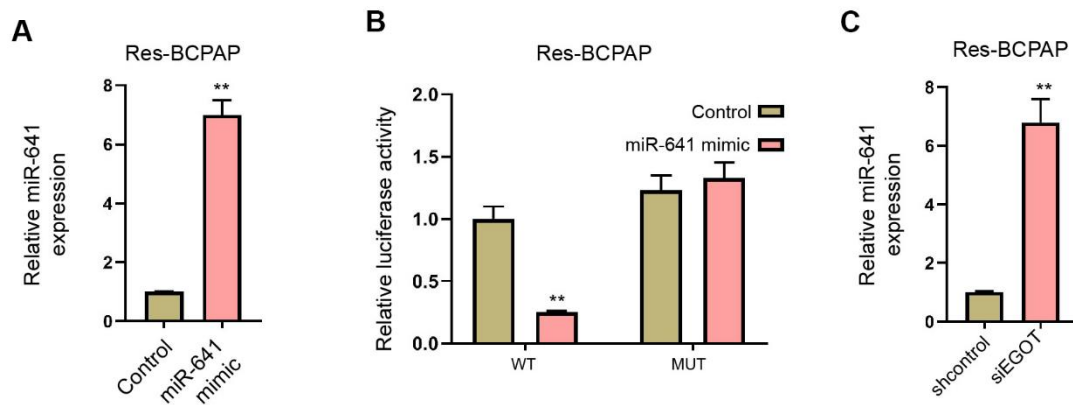 A
Res-BCPAP
Relative miR-641
expression
8
6
4
2
0
**
Control
miR-641
mimic
B
Res-BCPAP
Relative luciferase activity
2.0
1.5
1.0
0.5
0.0
Control
miR-641 mimic
**
WT
MUT
C
Res-BCPAP
Relative miR-641
expression
8
6
4
2
0
**
shcontrol
siEGOT